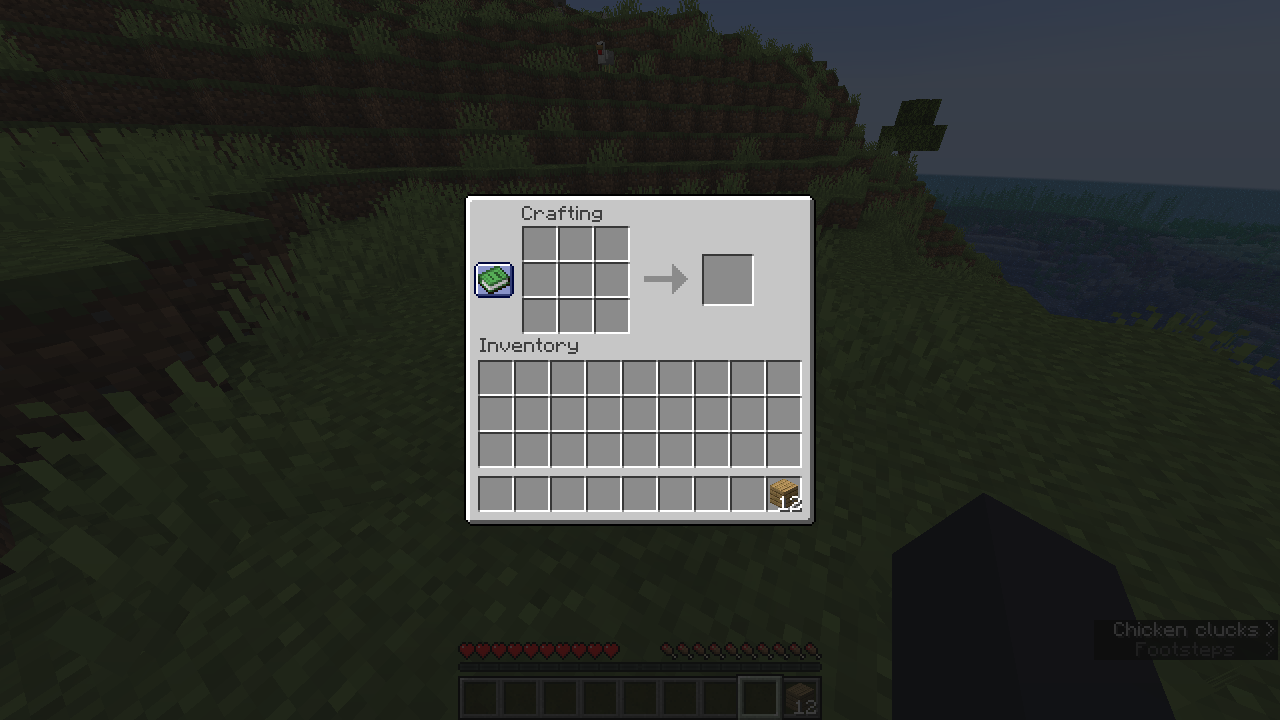 Crafting
Inventory
12
Chicken clucks >
Footsteps >
12